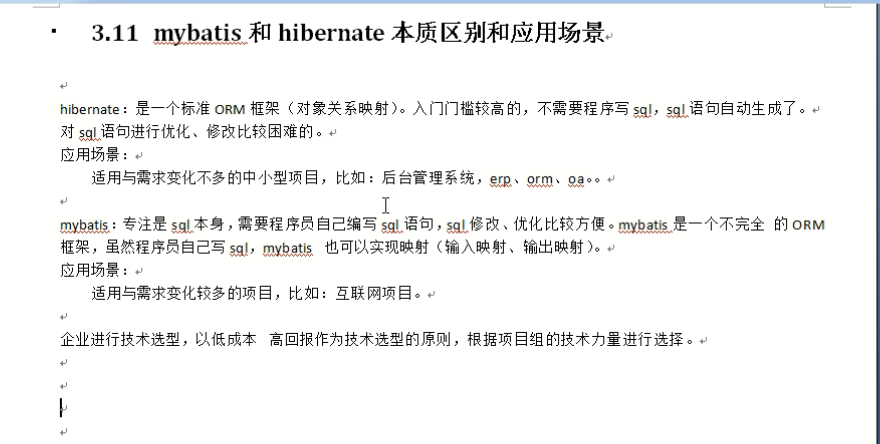 3.11 mybatis 和 hibernate 本质区别和应用场景
hibernate：是一个标准 ORM 框架（对象关系映射）。入门门槛较高的，不需要程序写 sql，sql 语句自动生成了。
对 sql 语句进行优化、修改比较困难的。
应用场景：
适用与需求变化不多的中小型项目，比如：后台管理系统，erp、orm、oa。。
mybatis：专注是 sql 本身，需要程序员自己编写 sql 语句，sql 修改、优化比较方便。mybatis 是一个不完全 的 ORM
框架，虽然程序员自己写 sql，mybatis 也可以实现映射（输入映射、输出映射）。
应用场景：
适用与需求变化较多的项目，比如：互联网项目。
企业进行技术选型，以低成本 高回报作为技术选型的原则，根据项目组的技术力量进行选择。